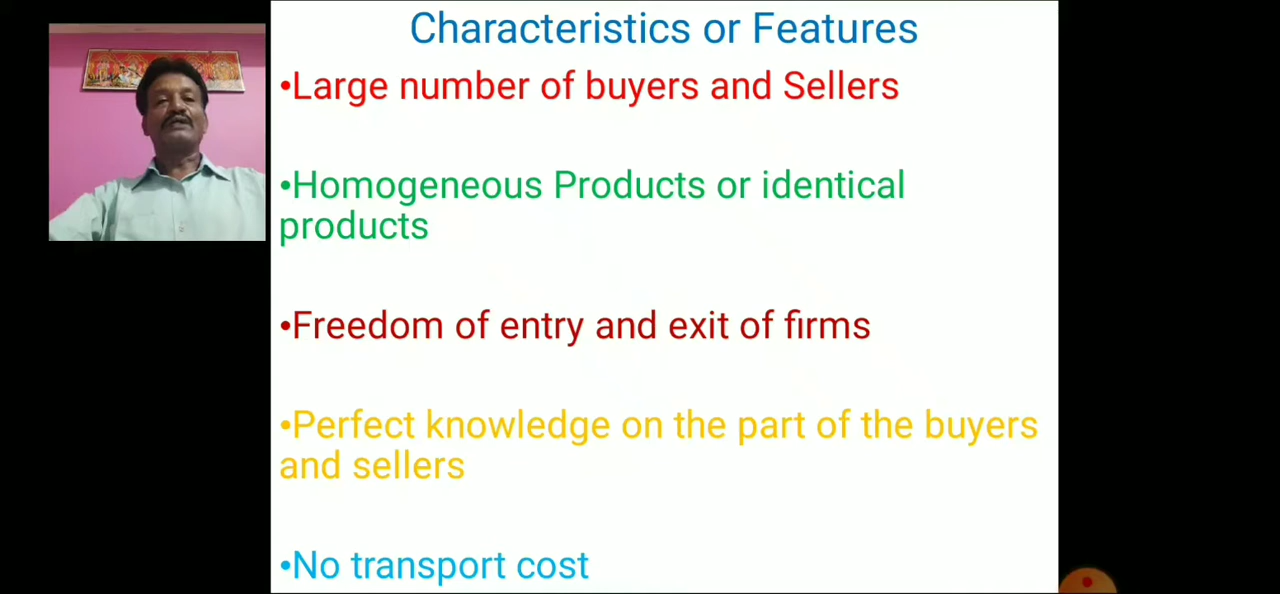 Characteristics or Features
•Large number of buyers and Sellers
•Homogeneous Products or identical
products
•Freedom of entry and exit of firms
•Perfect knowledge on the part of the buyers
and sellers
•No transport cost